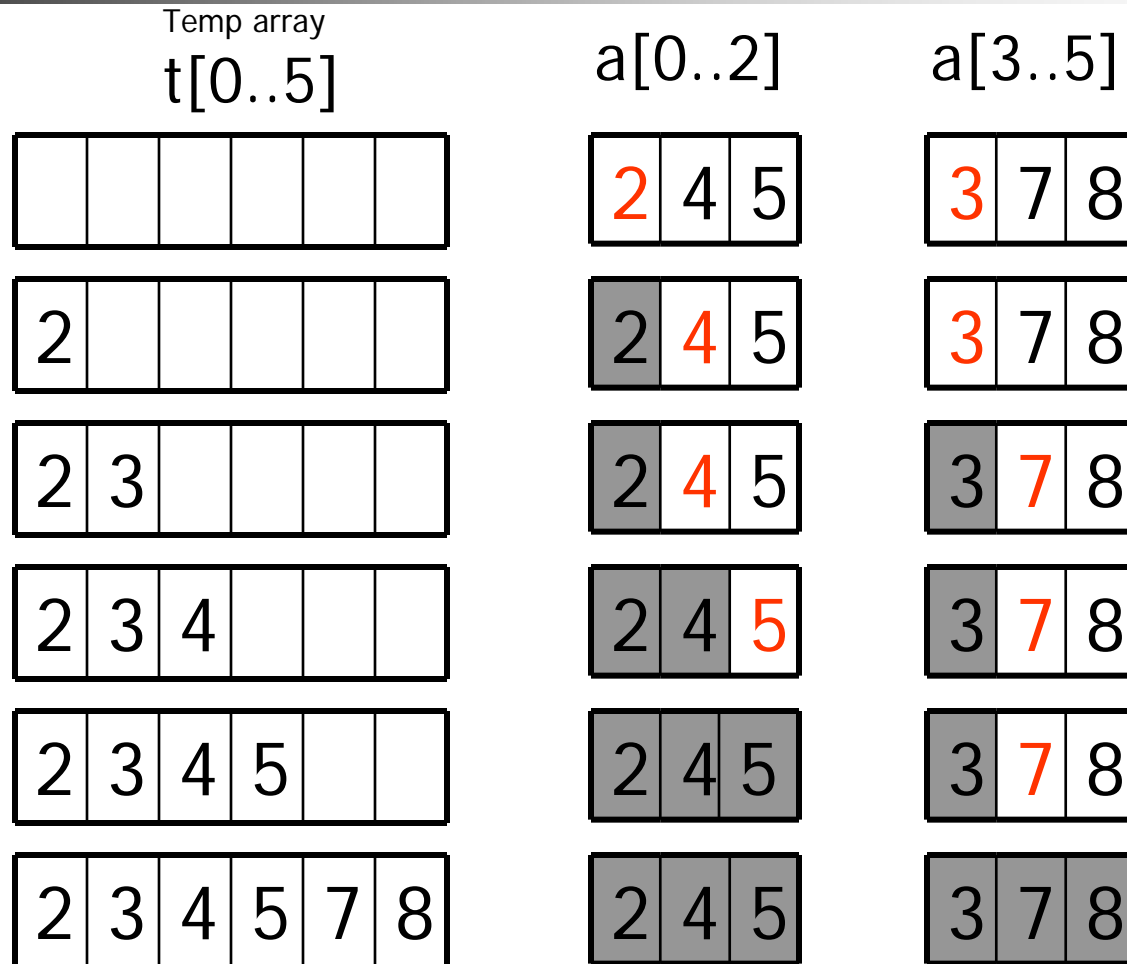 Temp array
t[0..5] a[0..2] a[3..5]
2 4 5 3 7 8
2 2 4 5 3 7 8
2 3 2 4 5 3 7 8
2 3 4 2 4 5 3 7 8
2 3 4 5 2 4 5 3 7 8
2 3 4 5 7 8 2 4 5 3 7 8